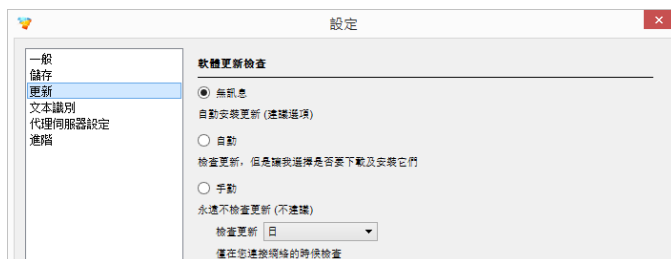 設定
一般
儲存
更新
文本識別
代理伺服器設定
進階
軟體更新檢查
無訊息
自動安裝更新 (建議選項)
自動
檢查更新，但是讓我選擇是否要下載及安裝它們
手動
永遠不檢查更新 (不建議)
檢查更新 日
僅在您連接網絡的時候檢查